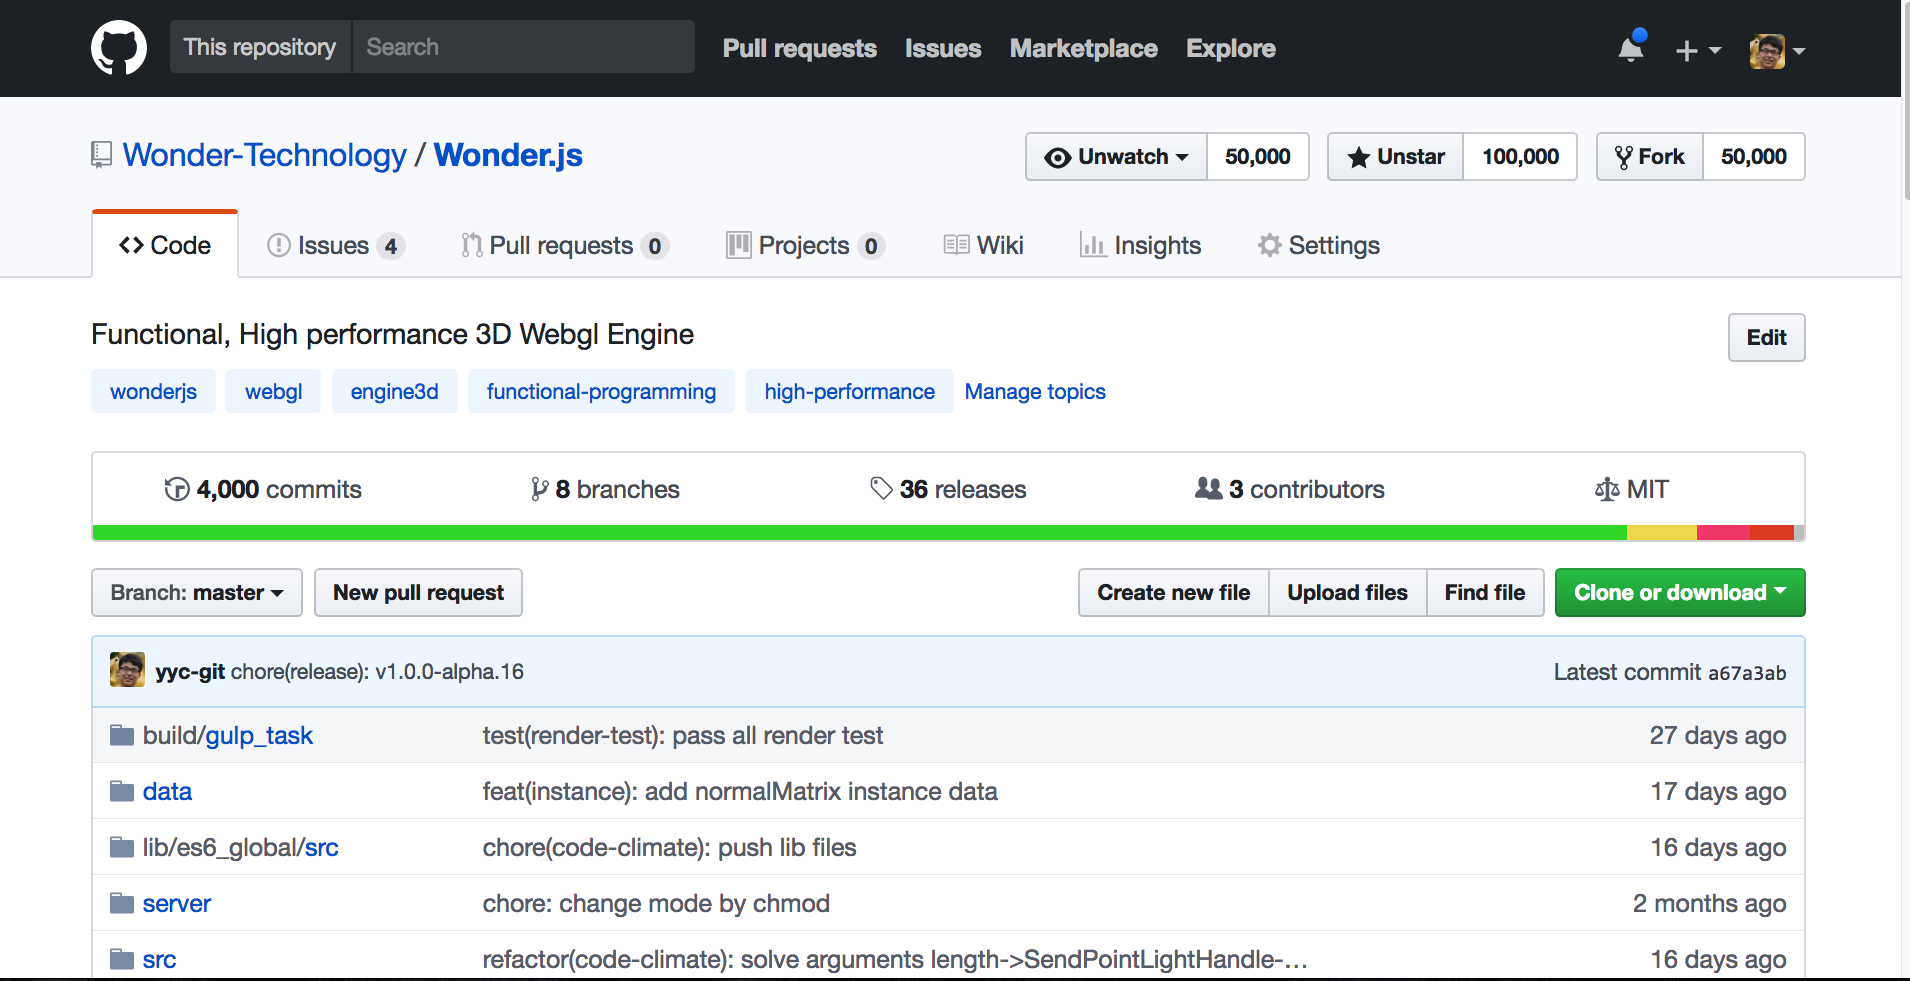 This repository Search Pull requests Issues Marketplace Explore
Wonder-Technology / Wonder.js Unwatch 50,000 Unstar 100,000 Fork 50,000
Code Issues 4 Pull requests 0 Projects 0 Wiki Insights Settings
Functional, High performance 3D Webgl Engine Edit
wonderjs webgl engine3d functional-programming high-performance Manage topics
4,000 commits 8 branches 36 releases 3 contributors MIT
Branch: master New pull request Create new file Upload files Find file Clone or download
yyc-git chore(release): v1.0.0-alpha.16 Latest commit a67a3ab
build/gulp_task test(render-test): pass all render test 27 days ago
data feat(instance): add normalMatrix instance data 17 days ago
lib/es6_global/src chore(code-climate): push lib files 16 days ago
server chore: change mode by chmod 2 months ago
src refactor(code-climate): solve arguments length->SendPointLightHandle-... 16 days ago